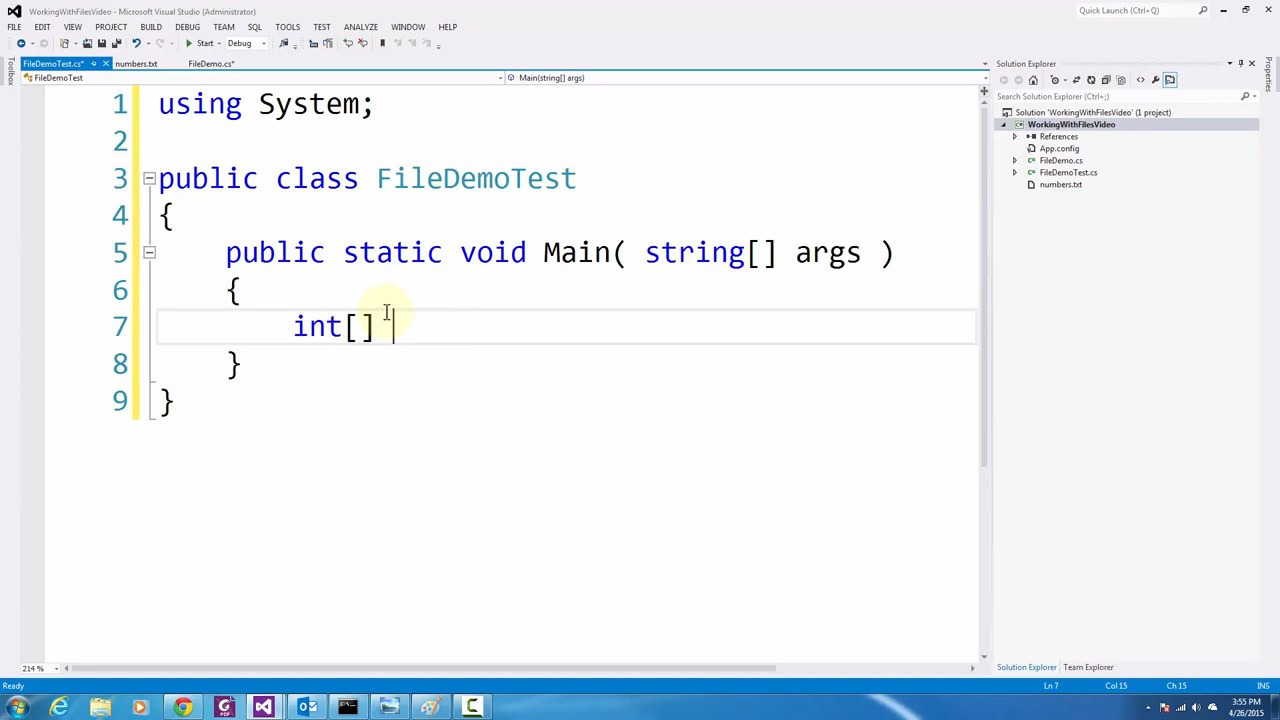 WorkingWithFilesVideo - Microsoft Visual Studio (Administrator)
Quick Launch (Ctrl+Q)
FILE EDIT VIEW PROJECT BUILD DEBUG TEAM SQL TOOLS TEST ANALYZE WINDOW HELP
Start Debug
FileDemoTest.cs* numbers.txt FileDemo.cs*
FileDemoTest Main(string[] args)
1 using System;
2
3 public class FileDemoTest
4 {
5 public static void Main( string[] args )
6 {
7 int[]
8 }
9 }
Toolbox
Solution Explorer
Search Solution Explorer (Ctrl+;)
Solution 'WorkingWithFilesVideo' (1 project)
WorkingWithFilesVideo
References
App.config
FileDemo.cs
FileDemoTest.cs
numbers.txt
Properties
214 %
Solution Explorer Team Explorer
Ready Ln 7 Col 15 Ch 15 INS
3:55 PM
4/26/2015